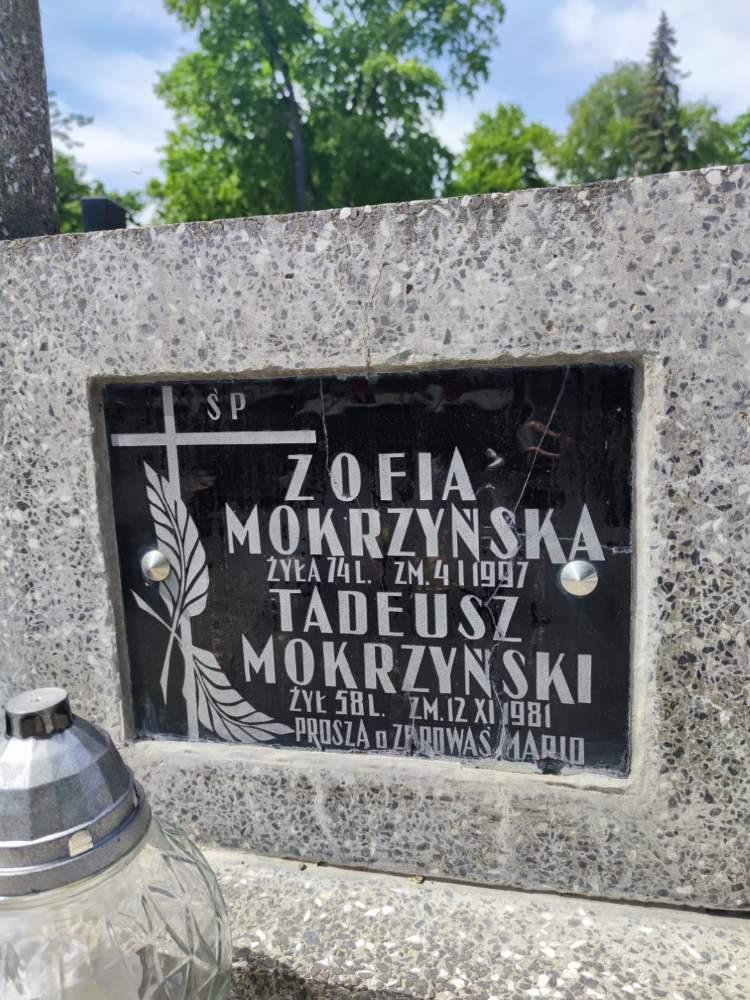 ŚP
ZOFIA
MOKRZYŃSKA
ŻYŁA 74 L. ZM. 4 I 1997
TADEUSZ
MOKRZYŃSKI
ŻYŁ 58 L. ZM. 12 XI 1981
PROSZĄ o ZDROWAŚ MARIO